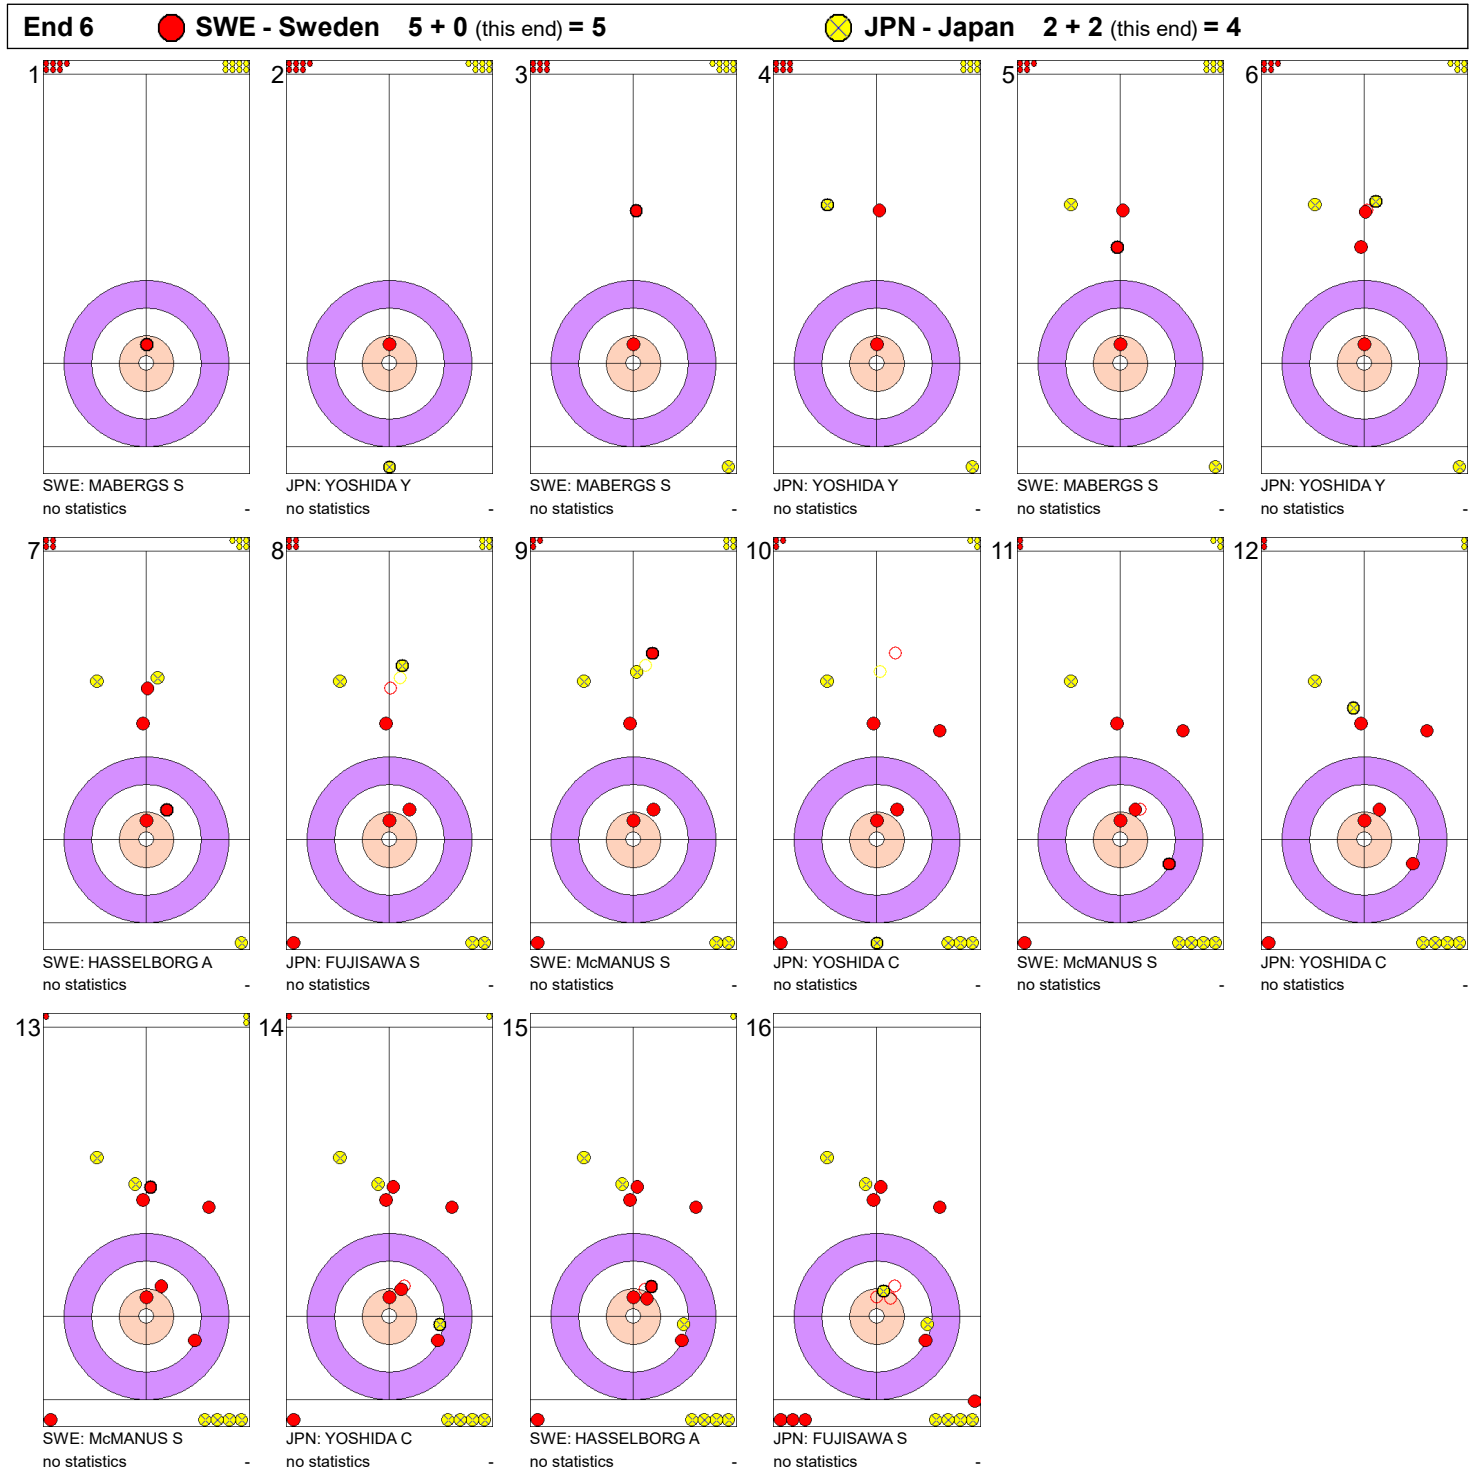 End 6 SWE - Sweden 5 + 0 (this end) = 5 JPN - Japan 2 + 2 (this end) = 4
1 2 3 4 5 6
SWE: MABERGS S JPN: YOSHIDA Y SWE: MABERGS S JPN: YOSHIDA Y SWE: MABERGS S JPN: YOSHIDA Y
no statistics - no statistics - no statistics - no statistics - no statistics - no statistics -
7 8 9 10 11 12
SWE: HASSELBORG A JPN: FUJISAWA S SWE: McMANUS S JPN: YOSHIDA C SWE: McMANUS S JPN: YOSHIDA C
no statistics - no statistics - no statistics - no statistics - no statistics - no statistics -
13 14 15 16
SWE: McMANUS S JPN: YOSHIDA C SWE: HASSELBORG A JPN: FUJISAWA S
no statistics - no statistics - no statistics - no statistics -